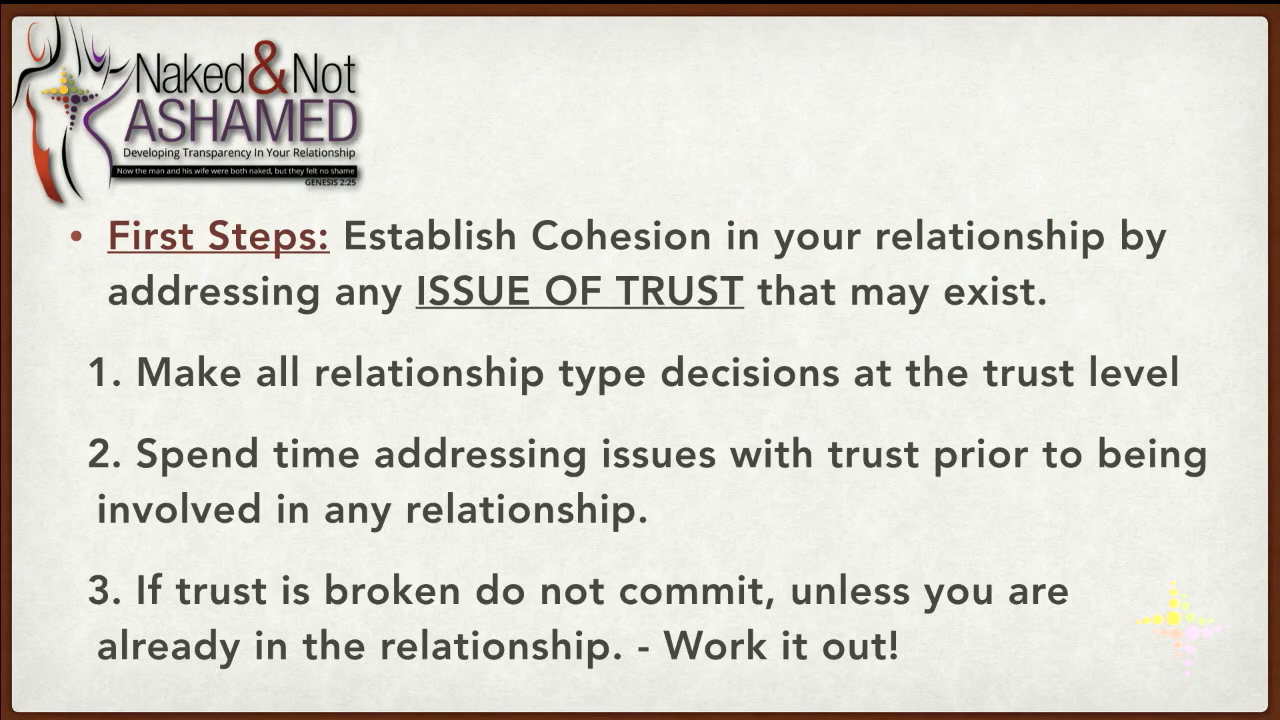 Naked & Not
ASHAMED
Developing Transparency In Your Relationship
Now the man and his wife were both naked, but they felt no shame
GENESIS 2:25
• First Steps: Establish Cohesion in your relationship by
addressing any ISSUE OF TRUST that may exist.
1. Make all relationship type decisions at the trust level
2. Spend time addressing issues with trust prior to being
involved in any relationship.
3. If trust is broken do not commit, unless you are
already in the relationship. - Work it out!